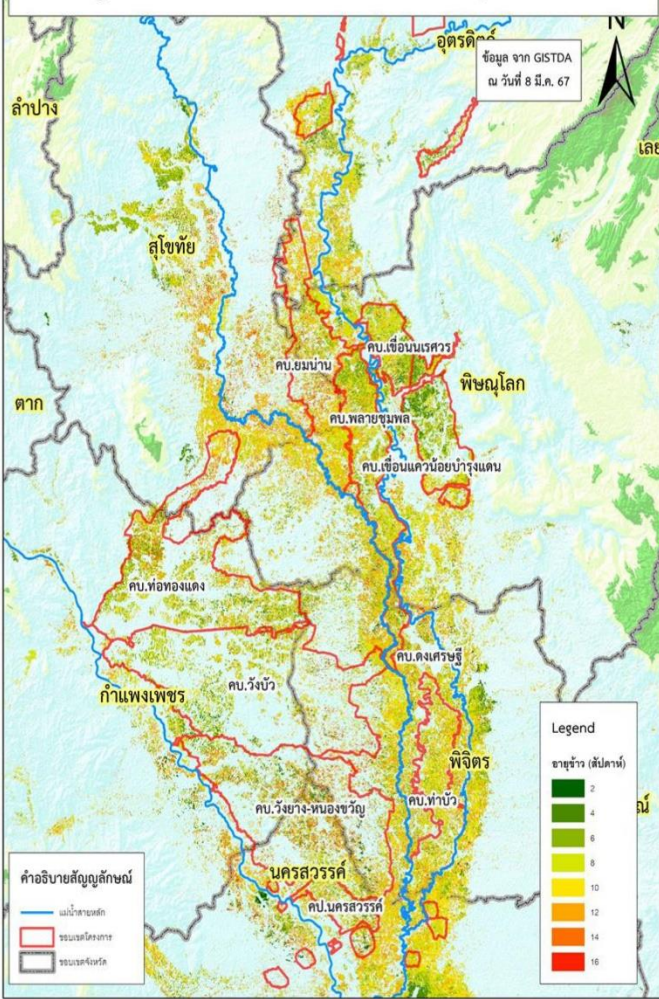 อุตรดิตถ์
N
ข้อมูล จาก GISTDA
ณ วันที่ 8 มี.ค. 67
ลำปาง
เลย
สุโขทัย
คบ.เขื่อนนเรศวร
คบ.ยมน่าน
พิษณุโลก
ตาก
คบ.พลายชุมพล
คบ.เขื่อนแควน้อยบำรุงแดน
คบ.ท่อทองแดง
คบ.ดงเศรษฐี
คบ.วังบัว
กำแพงเพชร
พิจิตร
คบ.ท่าบัว
คบ.วังยาง-หนองขวัญ
นครสวรรค์
คป.นครสวรรค์
Legend
อายุข้าว (สัปดาห์)
2
4
6
8
10
12
14
16
ณ์
คำอธิบายสัญญลักษณ์
แม่น้ำสายหลัก
ขอบเขตโครงการ
ขอบเขตจังหวัด